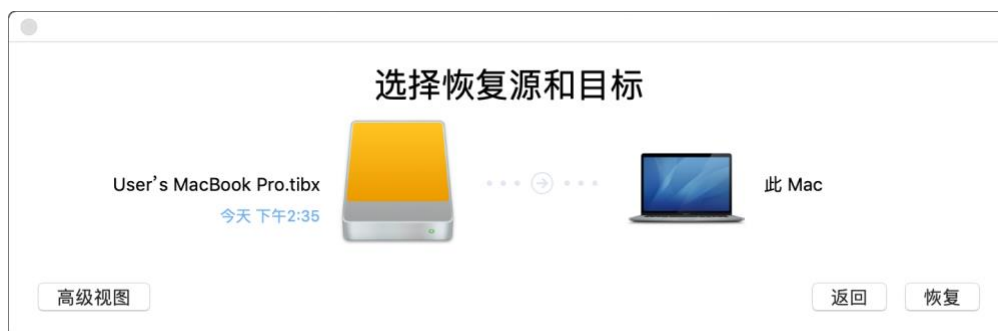 选择恢复源和目标
User's MacBook Pro.tibx
今天 下午2:35
此 Mac
高级视图
返回
恢复